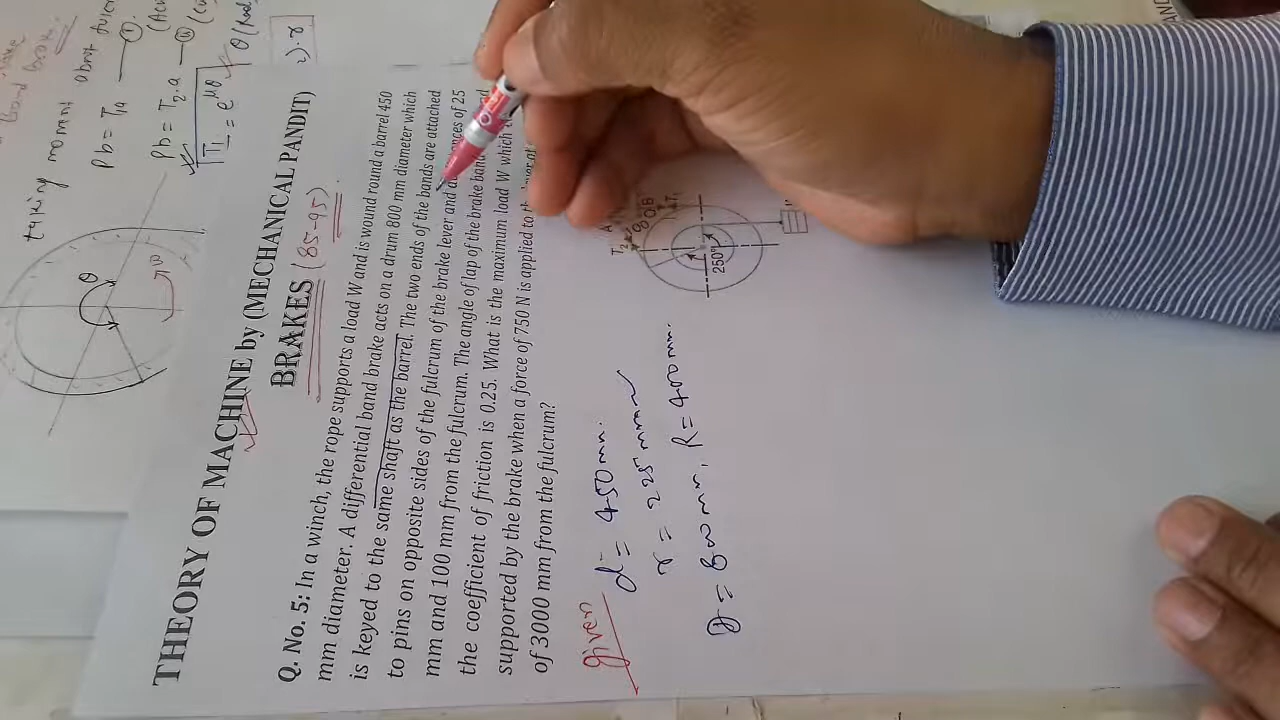 taking moment about
Pb = T1a ①
Pb = T2.a
T1 = e^μθ
θ
THEORY OF MACHINE by (MECHANICAL PANDIT)
BRAKES (85-95)
Q. No. 5: In a winch, the rope supports a load W and is wound round a barrel 450
mm diameter. A differential band brake acts on a drum 800 mm diameter which
is keyed to the same shaft as the barrel. The two ends of the bands are attached
to pins on opposite sides of the fulcrum of the brake lever and of 25
mm and 100 mm from the fulcrum. The angle of lap of the brake band
the coefficient of friction is 0.25. What is the maximum load W which
supported by the brake when a force of 750 N is applied to
of 3000 mm from the fulcrum?
Given
d = 450 mm.
r = 225 mm
D = 800 mm, R = 400 mm.
T2
O B
T1
250°